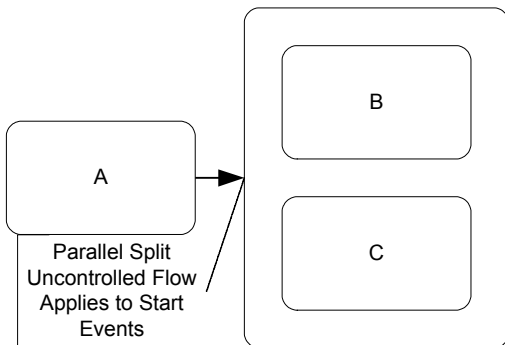 A
B
C
Parallel Split
Uncontrolled Flow
Applies to Start
Events